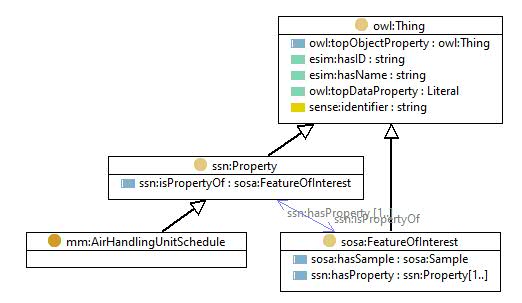 owl:Thing
owl:topObjectProperty : owl:Thing
esim:hasID : string
esim:hasName : string
owl:topDataProperty : Literal
sense:identifier : string
ssn:Property
ssn:isPropertyOf : sosa:FeatureOfInterest
ssn:hasProperty [1..]
ssn:isPropertyOf
mm:AirHandlingUnitSchedule
sosa:FeatureOfInterest
sosa:hasSample : sosa:Sample
ssn:hasProperty : ssn:Property[1..]